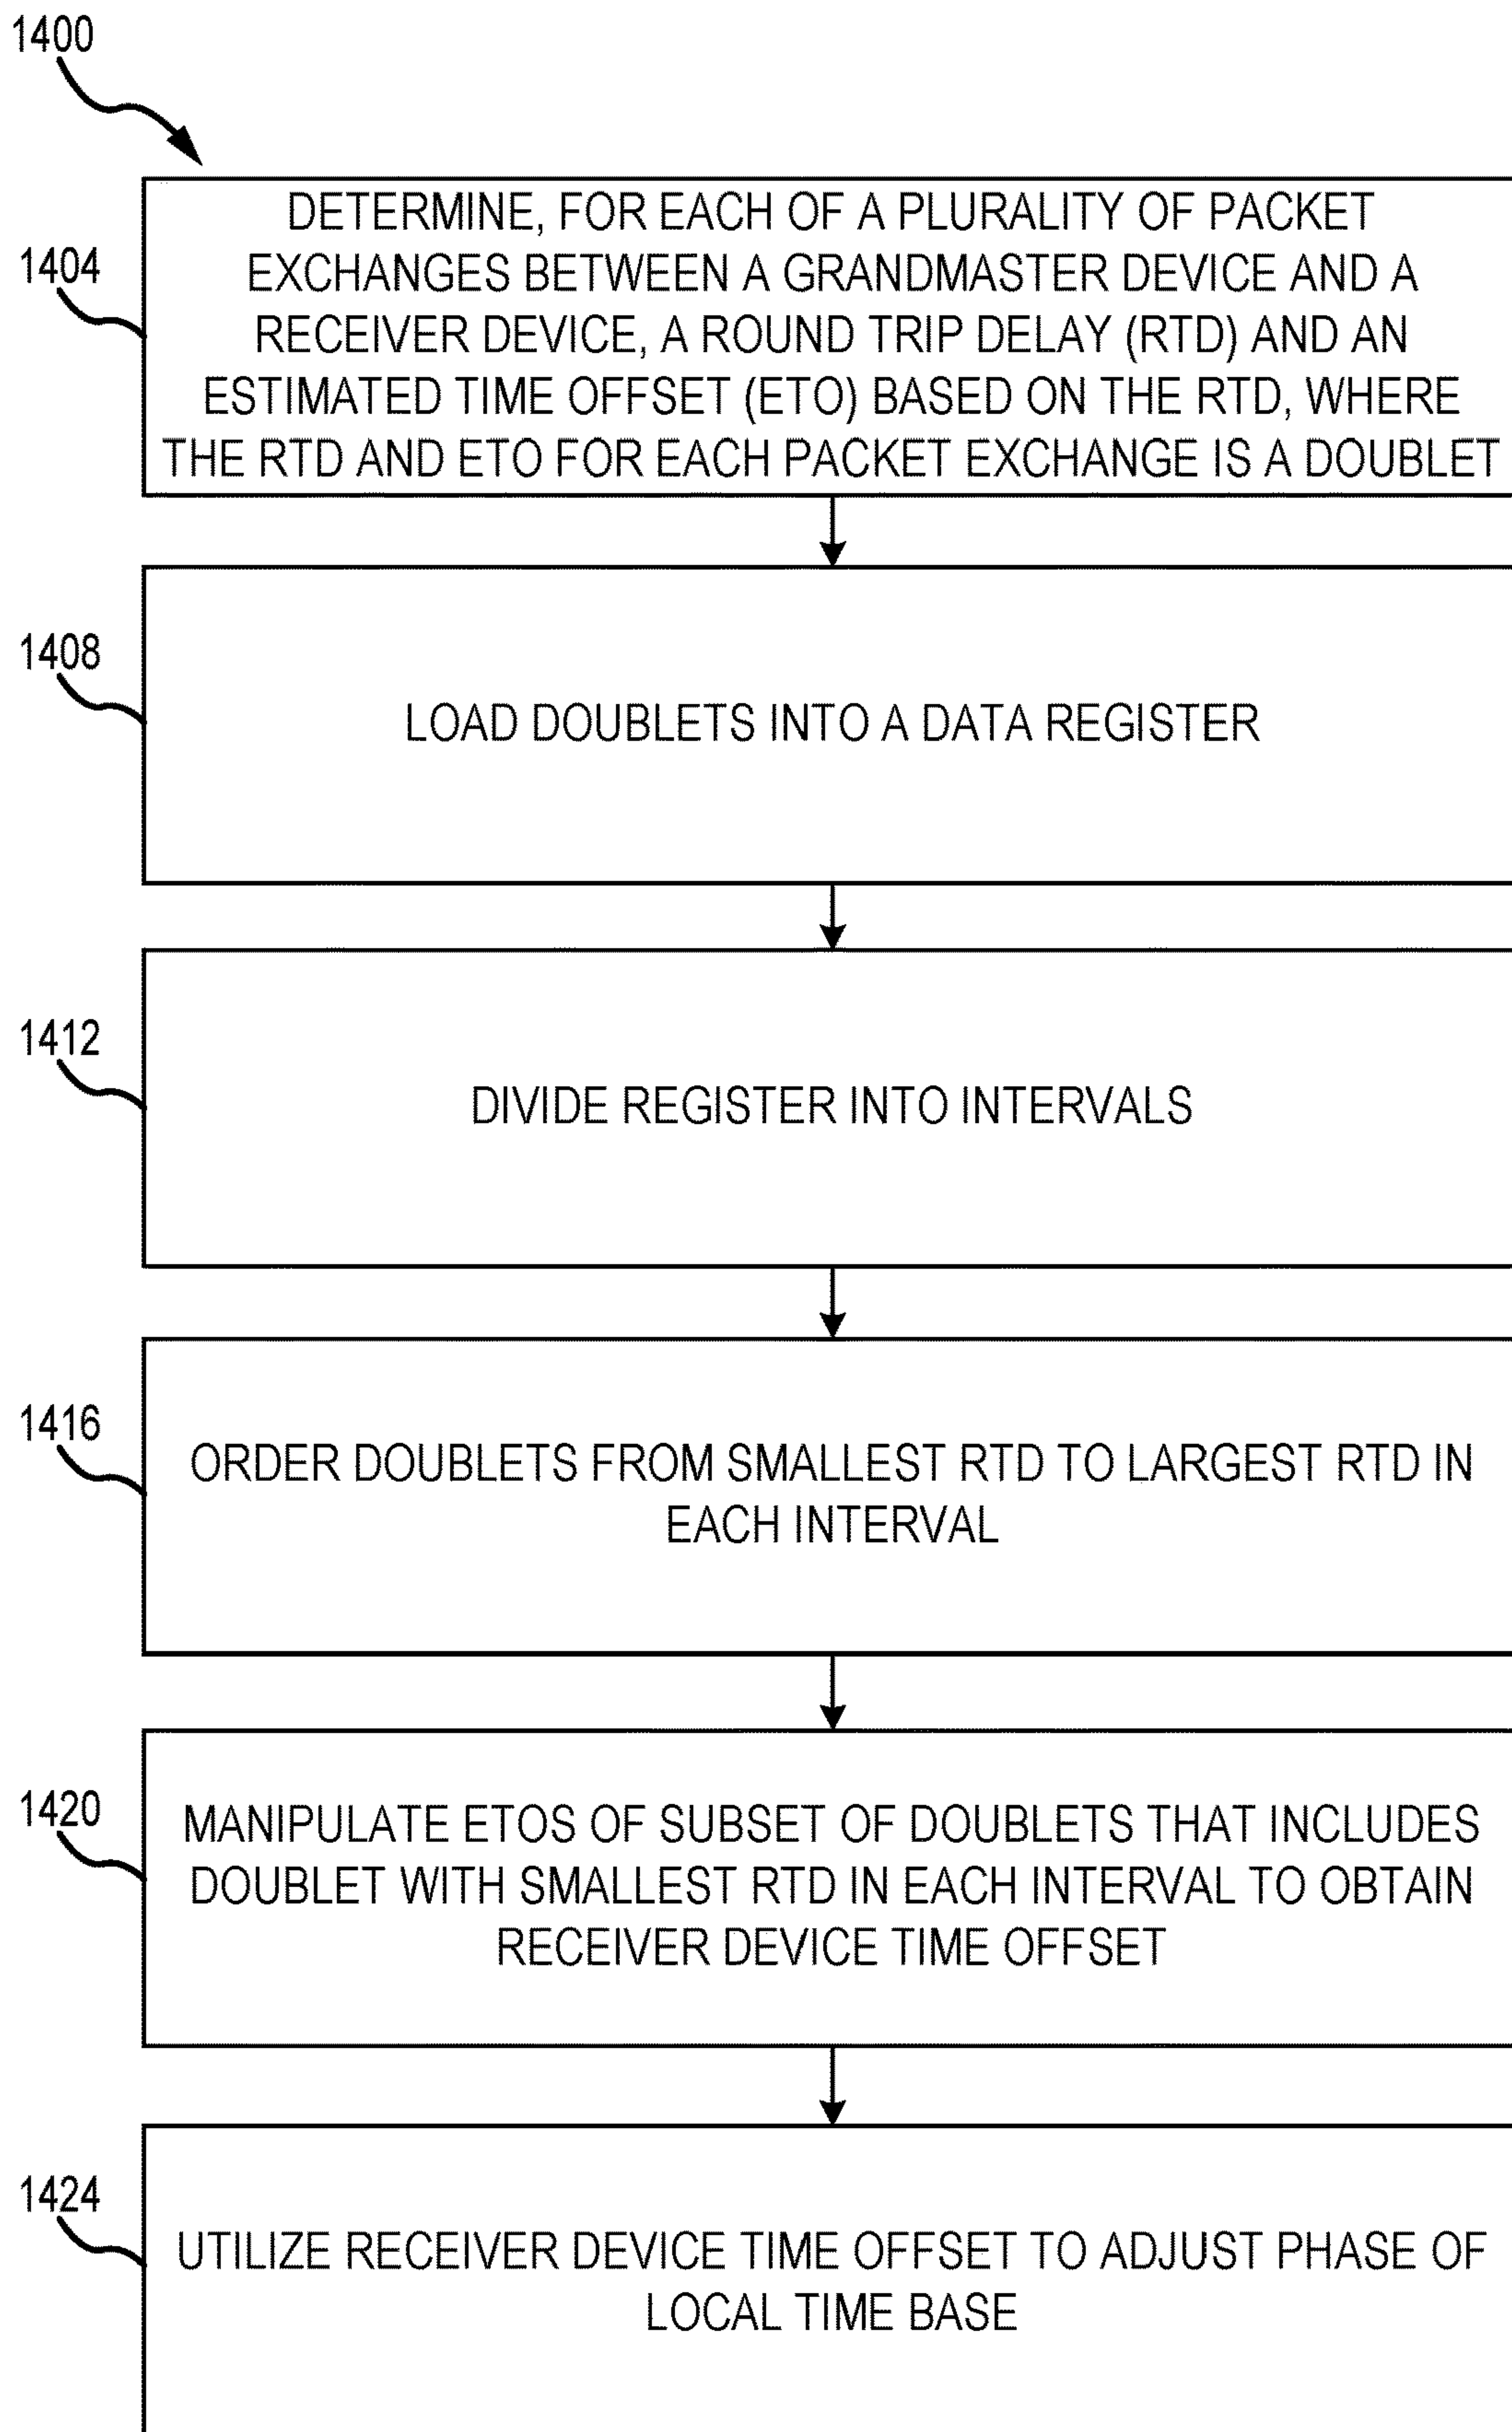 1400
1404
DETERMINE, FOR EACH OF A PLURALITY OF PACKET
EXCHANGES BETWEEN A GRANDMASTER DEVICE AND A
RECEIVER DEVICE, A ROUND TRIP DELAY (RTD) AND AN
ESTIMATED TIME OFFSET (ETO) BASED ON THE RTD, WHERE
THE RTD AND ETO FOR EACH PACKET EXCHANGE IS A DOUBLET
1408
LOAD DOUBLETS INTO A DATA REGISTER
1412
DIVIDE REGISTER INTO INTERVALS
1416
ORDER DOUBLETS FROM SMALLEST RTD TO LARGEST RTD IN
EACH INTERVAL
1420
MANIPULATE ETOS OF SUBSET OF DOUBLETS THAT INCLUDES
DOUBLET WITH SMALLEST RTD IN EACH INTERVAL TO OBTAIN
RECEIVER DEVICE TIME OFFSET
1424
UTILIZE RECEIVER DEVICE TIME OFFSET TO ADJUST PHASE OF
LOCAL TIME BASE